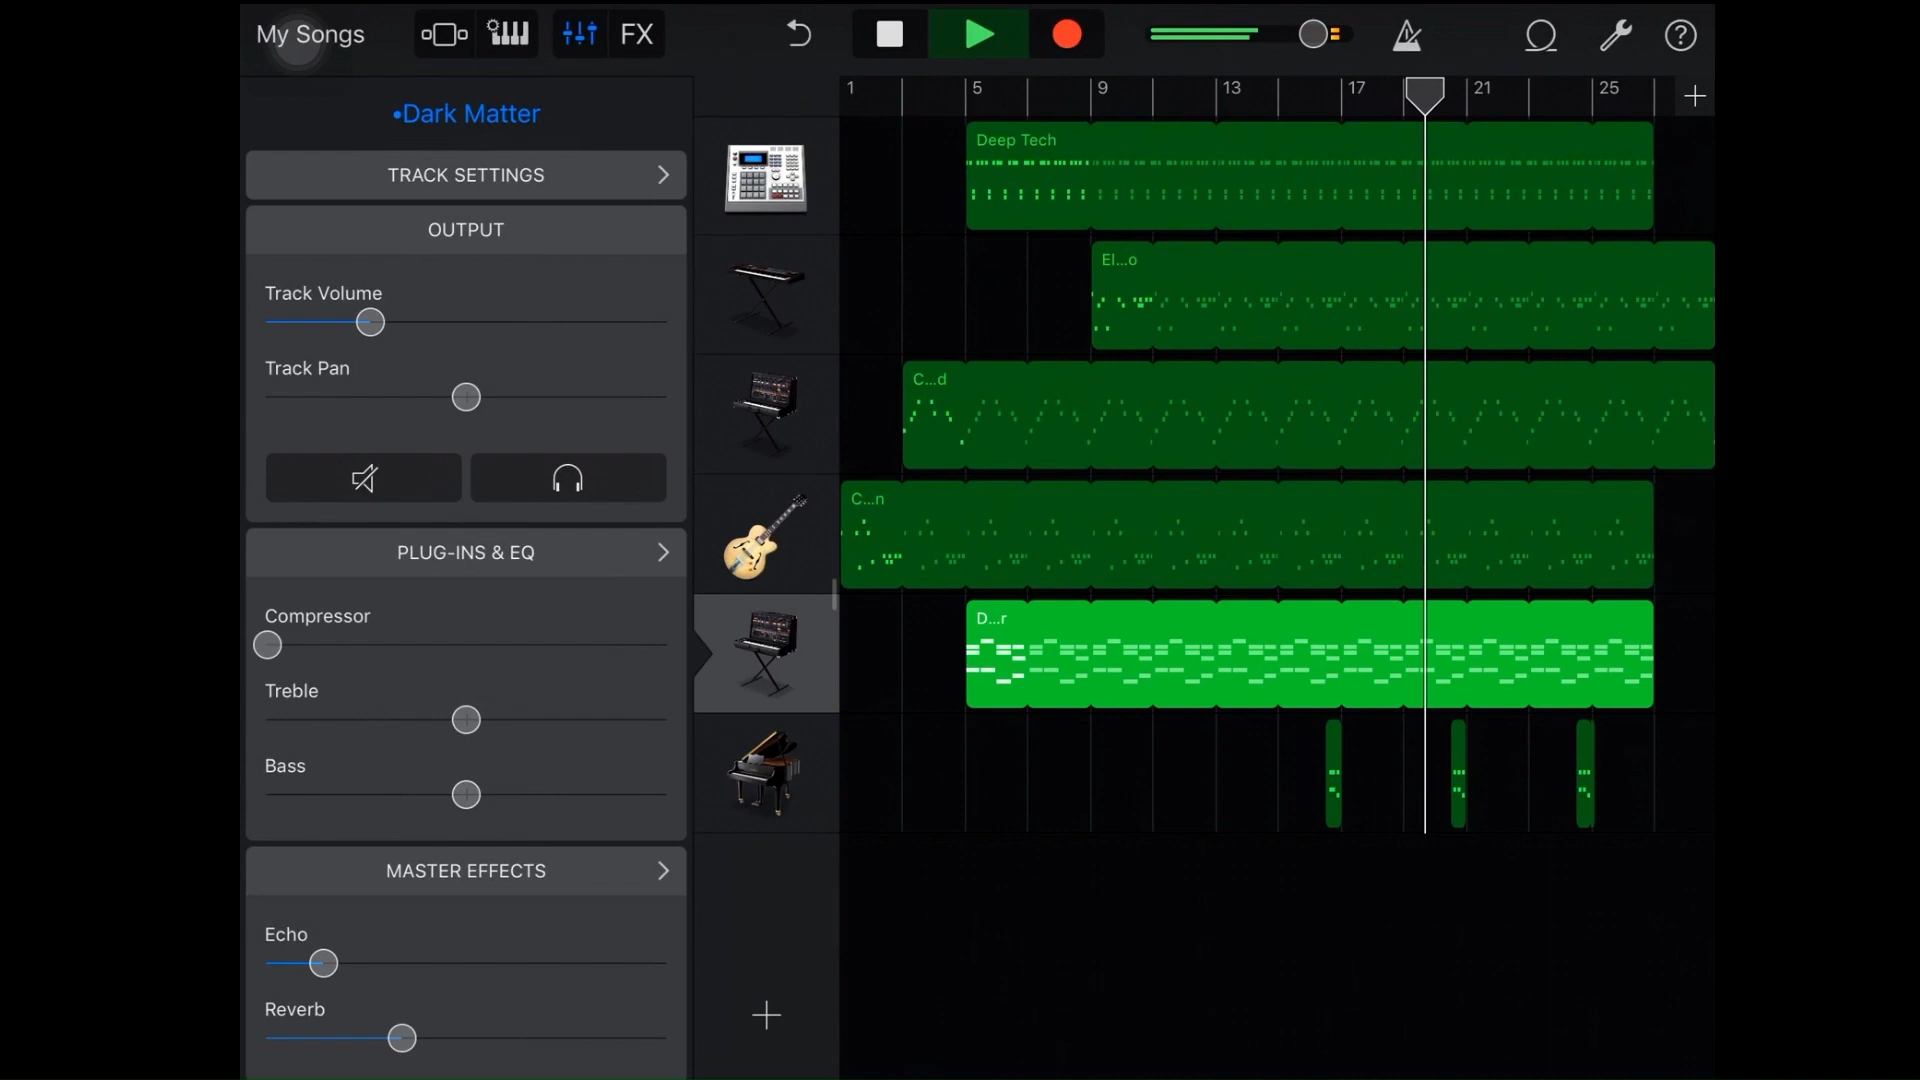 My Songs
FX
1 5 9 13 17 21 25
•Dark Matter
TRACK SETTINGS
OUTPUT
Track Volume
Track Pan
PLUG-INS & EQ
Compressor
Treble
Bass
MASTER EFFECTS
Echo
Reverb
Deep Tech
El...o
C...d
C...n
D...r